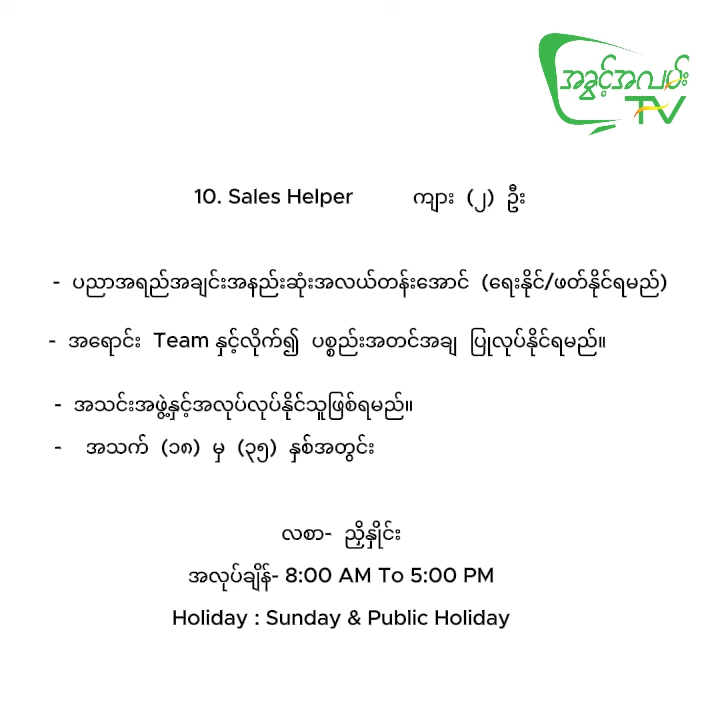 အခွင့်အလမ်း
TV
10. Sales Helper ကျား (၂) ဦး
- ပညာအရည်အချင်းအနည်းဆုံးအလယ်တန်းအောင် (ရေးနိုင်/ဖတ်နိုင်ရမည်)
- အရောင်း Team နှင့်လိုက်၍ ပစ္စည်းအတင်အချ ပြုလုပ်နိုင်ရမည်။
- အသင်းအဖွဲ့နှင့်အလုပ်လုပ်နိုင်သူဖြစ်ရမည်။
- အသက် (၁၈) မှ (၃၅) နှစ်အတွင်း
လစာ- ညှိနှိုင်း
အလုပ်ချိန်- 8:00 AM To 5:00 PM
Holiday : Sunday & Public Holiday